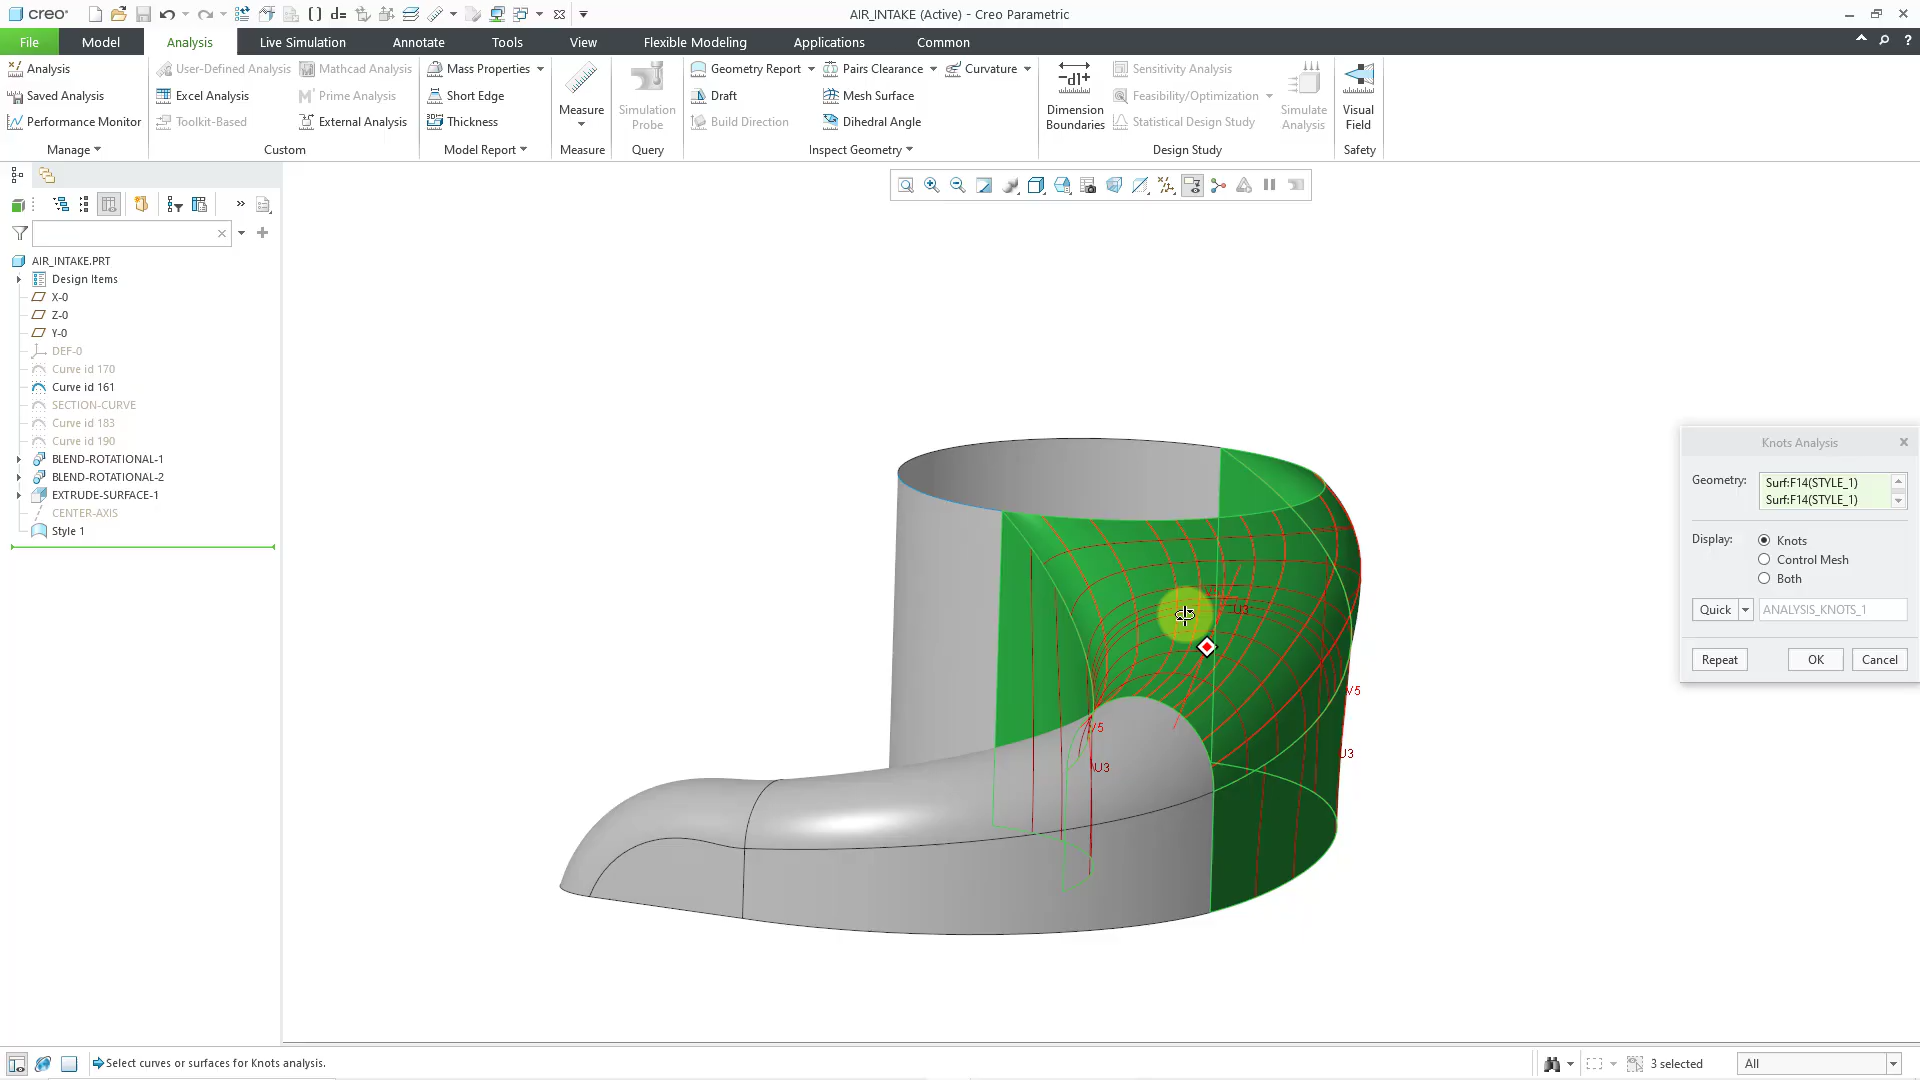 creo
AIR_INTAKE (Active) - Creo Parametric
File
Model
Analysis
Live Simulation
Annotate
Tools
View
Flexible Modeling
Applications
Common
Analysis
Saved Analysis
Performance Monitor
Manage
User-Defined Analysis
Mathcad Analysis
Excel Analysis
Prime Analysis
Toolkit-Based
External Analysis
Custom
Mass Properties
Short Edge
Thickness
Model Report
Measure
Measure
Simulation
Probe
Query
Geometry Report
Pairs Clearance
Curvature
Draft
Mesh Surface
Build Direction
Dihedral Angle
Inspect Geometry
Dimension
Boundaries
Sensitivity Analysis
Feasibility/Optimization
Statistical Design Study
Simulate
Analysis
Design Study
Visual
Field
Safety
AIR_INTAKE.PRT
Design Items
X-0
Z-0
Y-0
DEF-0
Curve id 170
Curve id 161
SECTION-CURVE
Curve id 183
Curve id 190
BLEND-ROTATIONAL-1
BLEND-ROTATIONAL-2
EXTRUDE-SURFACE-1
CENTER-AXIS
Style 1
U3
V5
V5
U3
U3
Knots Analysis
Geometry:
Surf:F14(STYLE_1)
Surf:F14(STYLE_1)
Display:
Knots
Control Mesh
Both
Quick
ANALYSIS_KNOTS_1
Repeat
OK
Cancel
Select curves or surfaces for Knots analysis.
3 selected
All